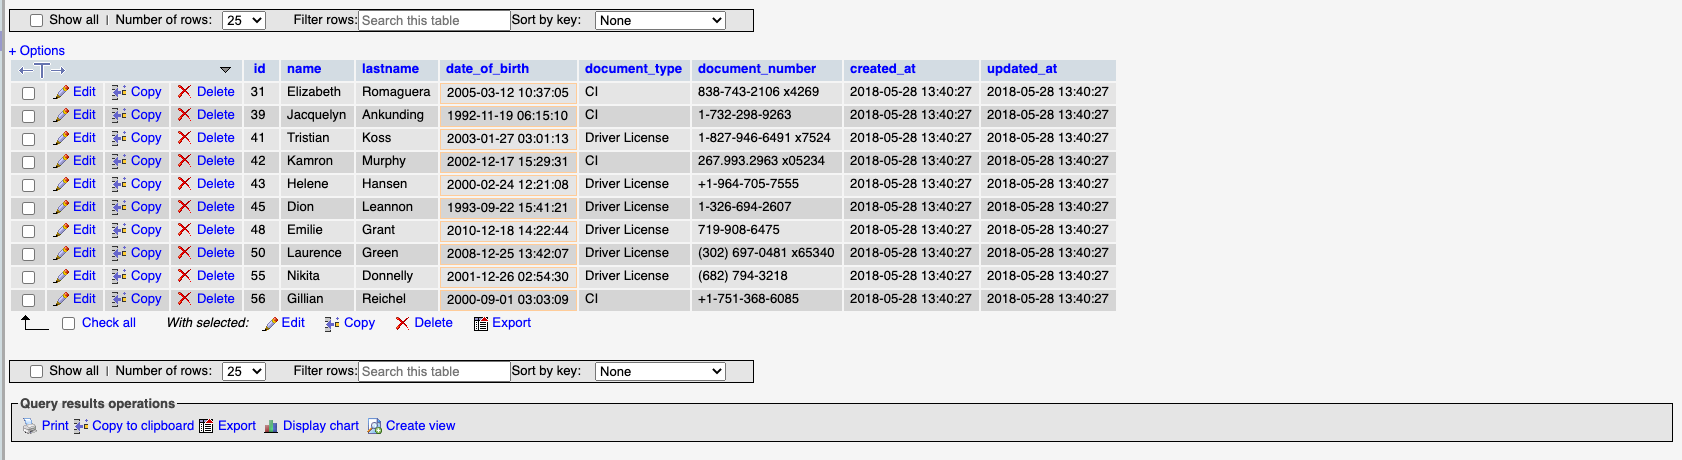 Show all | Number of rows: 25 Filter rows: Search this table Sort by key: None
+ Options
id name lastname date_of_birth document_type document_number created_at updated_at
Edit Copy Delete 31 Elizabeth Romaguera 2005-03-12 10:37:05 CI 838-743-2106 x4269 2018-05-28 13:40:27 2018-05-28 13:40:27
Edit Copy Delete 39 Jacquelyn Ankunding 1992-11-19 06:15:10 CI 1-732-298-9263 2018-05-28 13:40:27 2018-05-28 13:40:27
Edit Copy Delete 41 Tristian Koss 2003-01-27 03:01:13 Driver License 1-827-946-6491 x7524 2018-05-28 13:40:27 2018-05-28 13:40:27
Edit Copy Delete 42 Kamron Murphy 2002-12-17 15:29:31 CI 267.993.2963 x05234 2018-05-28 13:40:27 2018-05-28 13:40:27
Edit Copy Delete 43 Helene Hansen 2000-02-24 12:21:08 Driver License +1-964-705-7555 2018-05-28 13:40:27 2018-05-28 13:40:27
Edit Copy Delete 45 Dion Leannon 1993-09-22 15:41:21 Driver License 1-326-694-2607 2018-05-28 13:40:27 2018-05-28 13:40:27
Edit Copy Delete 48 Emilie Grant 2010-12-18 14:22:44 Driver License 719-908-6475 2018-05-28 13:40:27 2018-05-28 13:40:27
Edit Copy Delete 50 Laurence Green 2008-12-25 13:42:07 Driver License (302) 697-0481 x65340 2018-05-28 13:40:27 2018-05-28 13:40:27
Edit Copy Delete 55 Nikita Donnelly 2001-12-26 02:54:30 Driver License (682) 794-3218 2018-05-28 13:40:27 2018-05-28 13:40:27
Edit Copy Delete 56 Gillian Reichel 2000-09-01 03:03:09 CI +1-751-368-6085 2018-05-28 13:40:27 2018-05-28 13:40:27
Check all With selected: Edit Copy Delete Export
Show all | Number of rows: 25 Filter rows: Search this table Sort by key: None
Query results operations
Print Copy to clipboard Export Display chart Create view